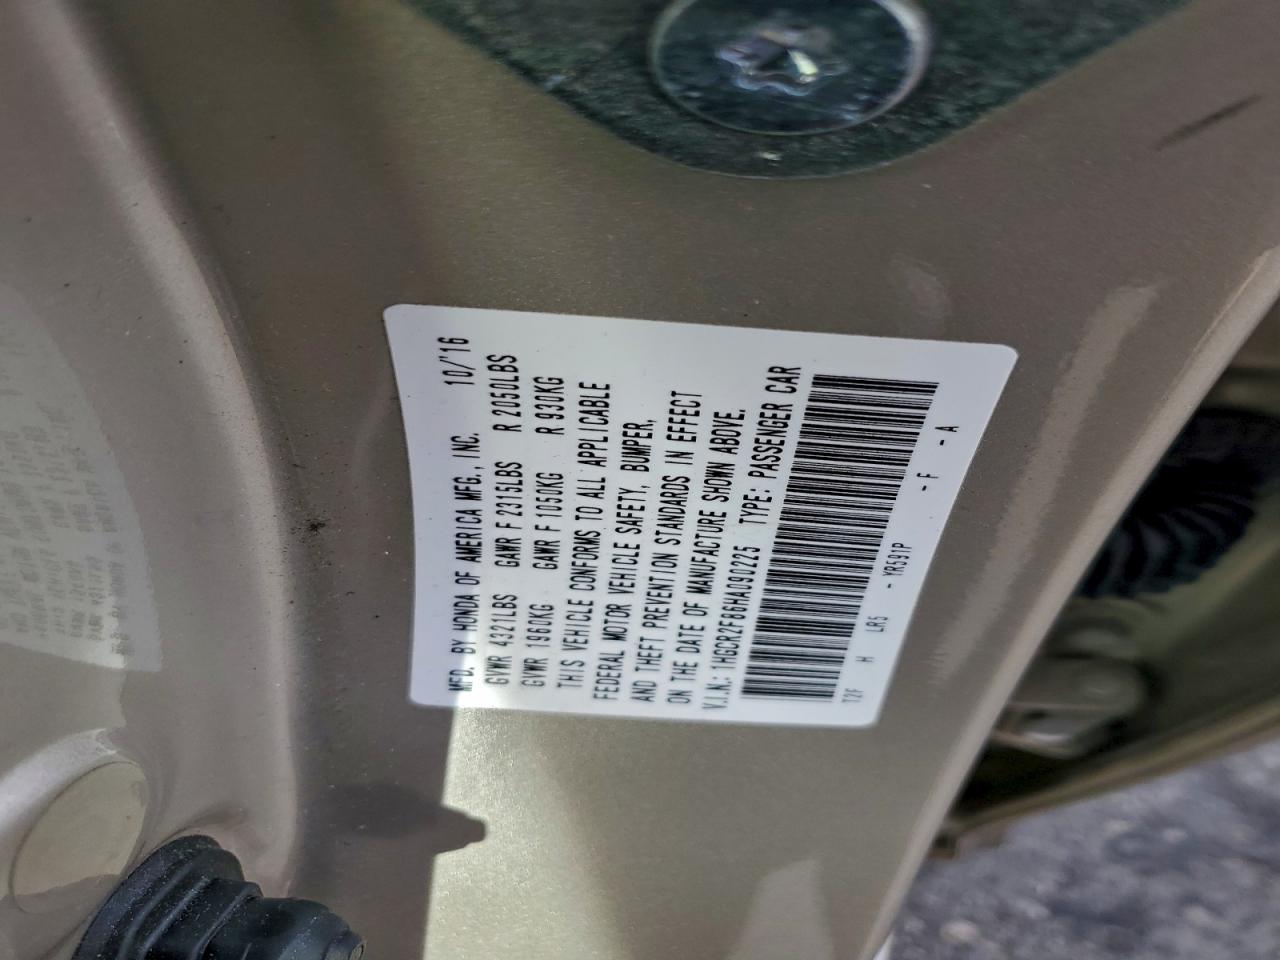 MFD. BY HONDA OF AMERICA MFG., INC. 10/'16
GVWR 4321LBS GAWR F 2315LBS R 2050LBS
GVWR 1960KG GAWR F 1050KG R 930KG
THIS VEHICLE CONFORMS TO ALL APPLICABLE
FEDERAL MOTOR VEHICLE SAFETY, BUMPER,
AND THEFT PREVENTION STANDARDS IN EFFECT
ON THE DATE OF MANUFACTURE SHOWN ABOVE.
V.I.N.: 1HGCR2F86HA090225 TYPE: PASSENGER CAR
T2F H LR5 - YR591P - F - A